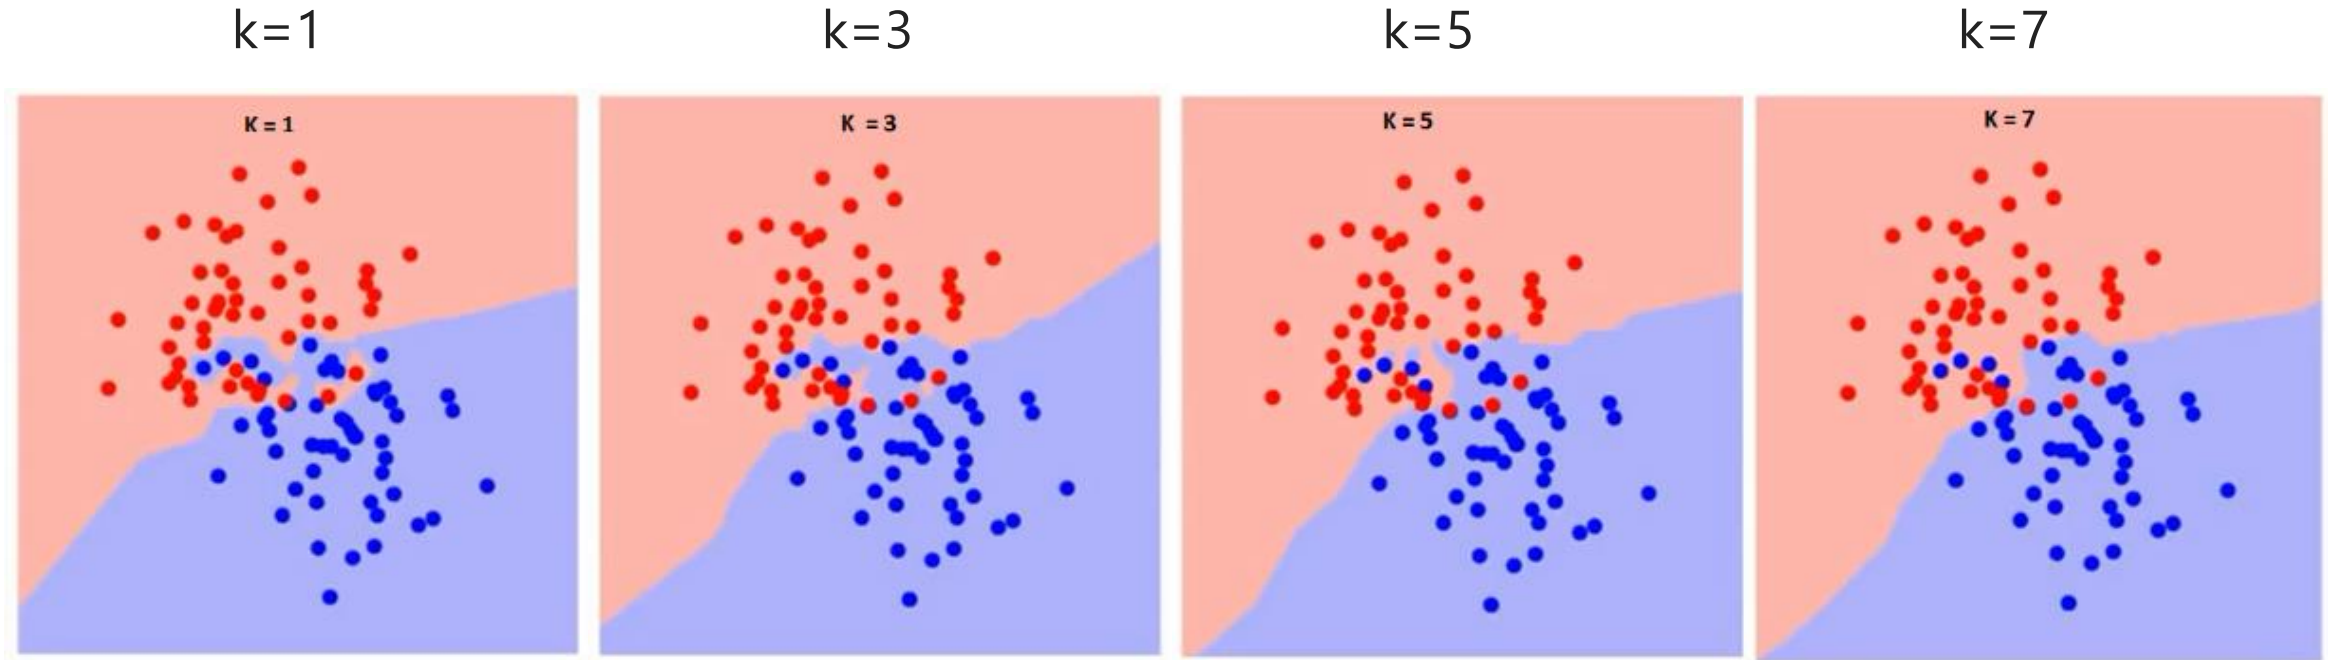 k=1
k=3
k=5
k=7
K = 1
K = 3
K = 5
K = 7